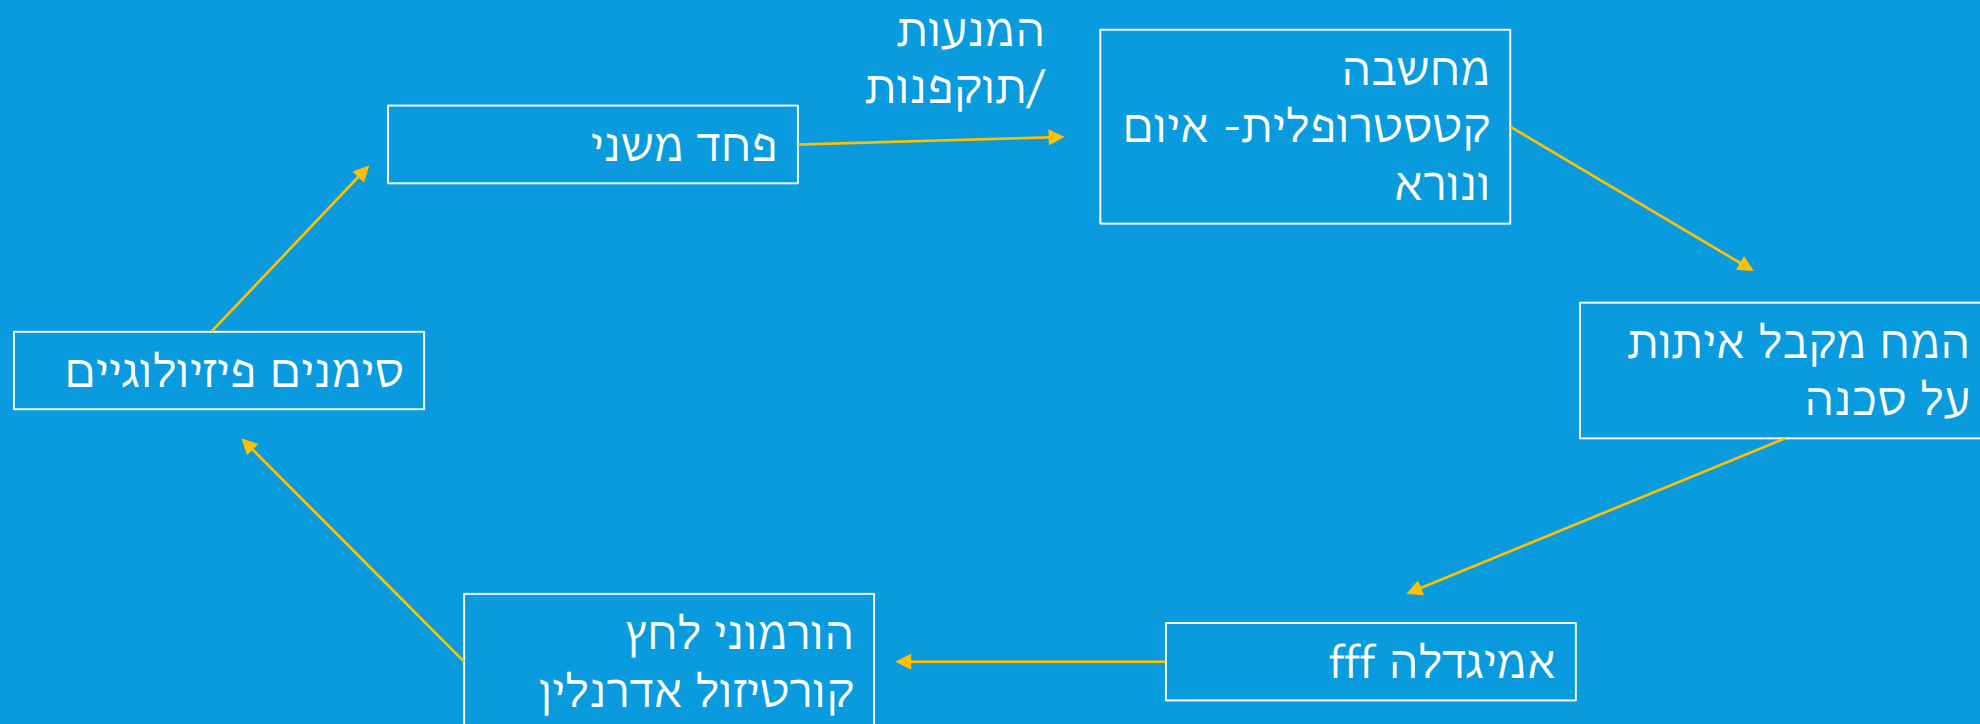 המנעות
/תוקפנות
מחשבה
קטסטרופלית- איום
ונורא
פחד משני
המח מקבל איתות
על סכנה
סימנים פיזיולוגיים
אמיגדלה fff
הורמוני לחץ
קורטיזול אדרנלין